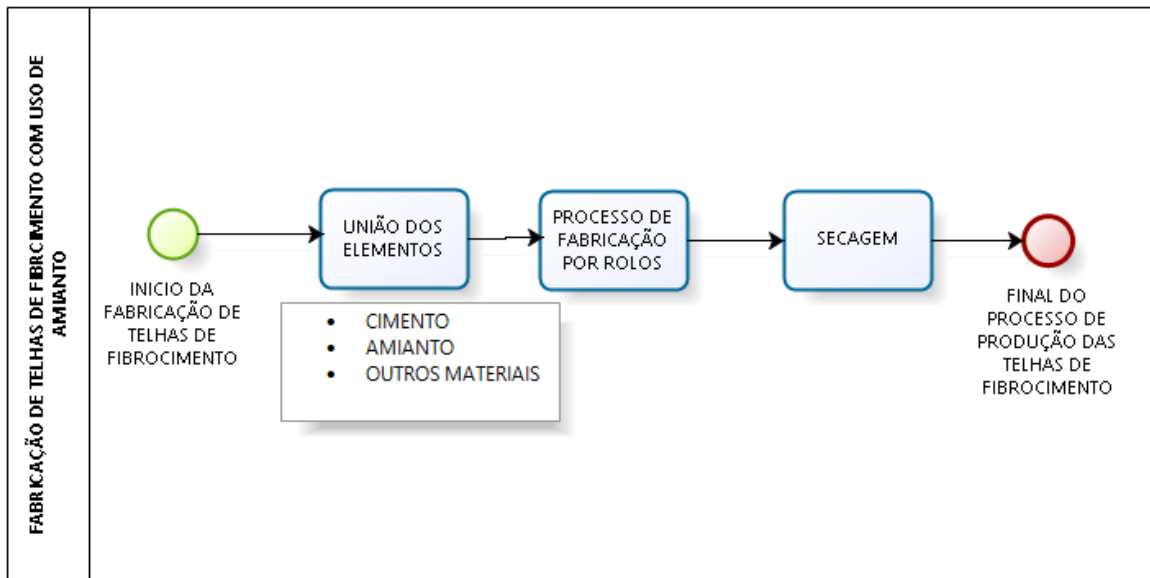 FABRICAÇÃO DE TELHAS DE FIBRCIMENTO COM USO DE
AMIANTO
INICIO DA
FABRICAÇÃO DE
TELHAS DE
FIBROCIMENTO
UNIÃO DOS
ELEMENTOS
• CIMENTO
• AMIANTO
• OUTROS MATERIAIS
PROCESSO DE
FABRICAÇÃO
POR ROLOS
SECAGEM
FINAL DO
PROCESSO DE
PRODUÇÃO DAS
TELHAS DE
FIBROCIMENTO